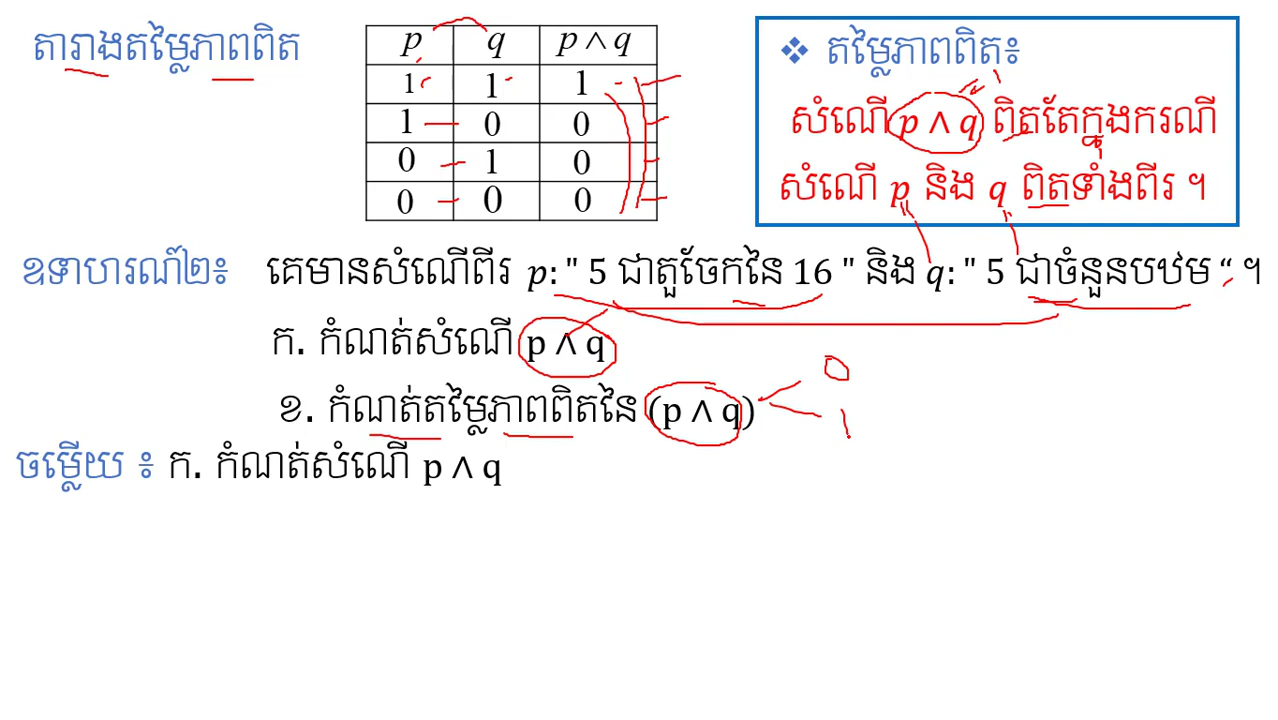 តារាងតម្លៃភាពពិត
p q p ∧ q
1 1 1
1 0 0
0 1 0
0 0 0
❖ តម្លៃភាពពិត៖
សំណើ p ∧ q ពិតតែក្នុងករណី
សំណើ p និង q ពិតទាំងពីរ ។
ឧទាហរណ៍២៖ គេមានសំណើពីរ p: " 5 ជាតួចែកនៃ 16 " និង q: " 5 ជាចំនួនបឋម “ ។
ក. កំណត់សំណើ p ∧ q
ខ. កំណត់តម្លៃភាពពិតនៃ (p ∧ q)
0
1
ចម្លើយ ៖ ក. កំណត់សំណើ p ∧ q